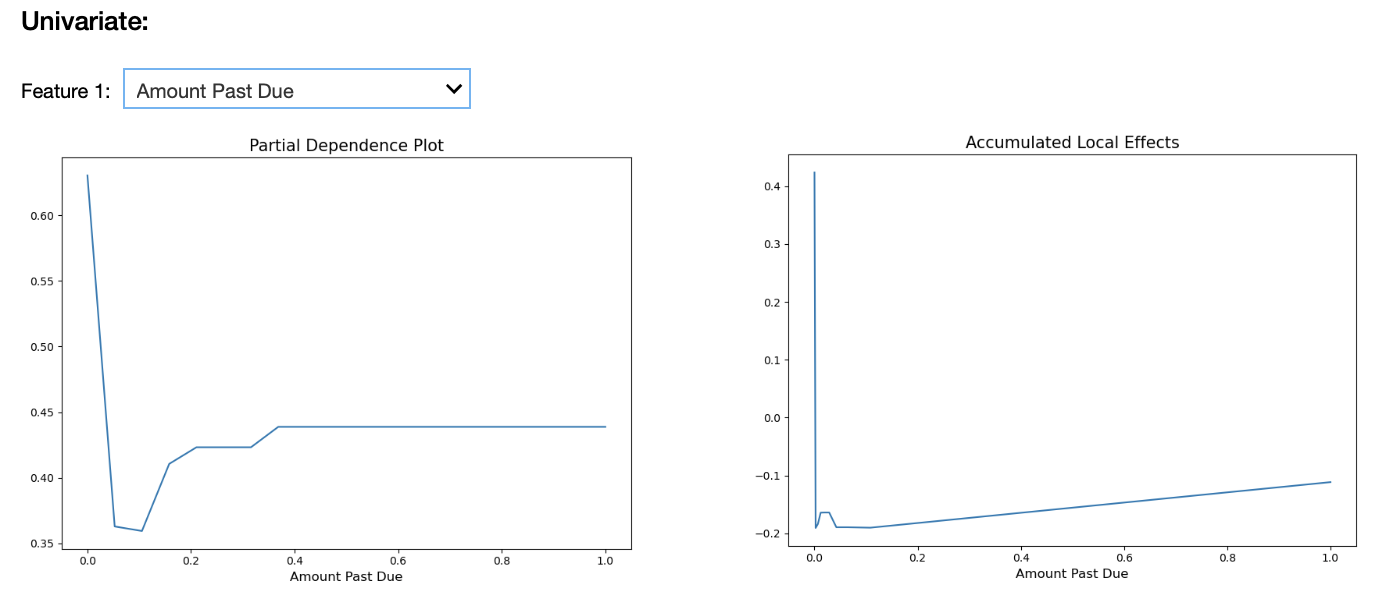 Univariate:
Feature 1: Amount Past Due
Partial Dependence Plot
0.60
0.55
0.50
0.45
0.40
0.35
0.0 0.2 0.4 0.6 0.8 1.0
Amount Past Due
Accumulated Local Effects
0.4
0.3
0.2
0.1
0.0
−0.1
−0.2
0.0 0.2 0.4 0.6 0.8 1.0
Amount Past Due